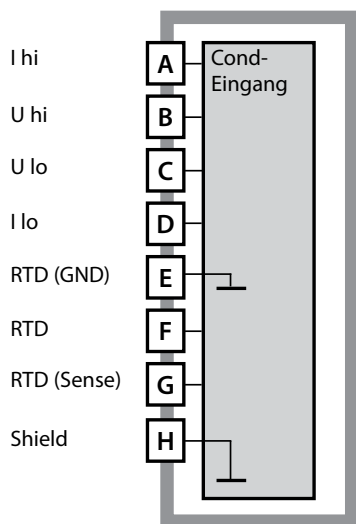 I hi
A
Cond-
Eingang
U hi
B
U lo
C
I lo
D
RTD (GND)
E
RTD
F
RTD (Sense)
G
Shield
H